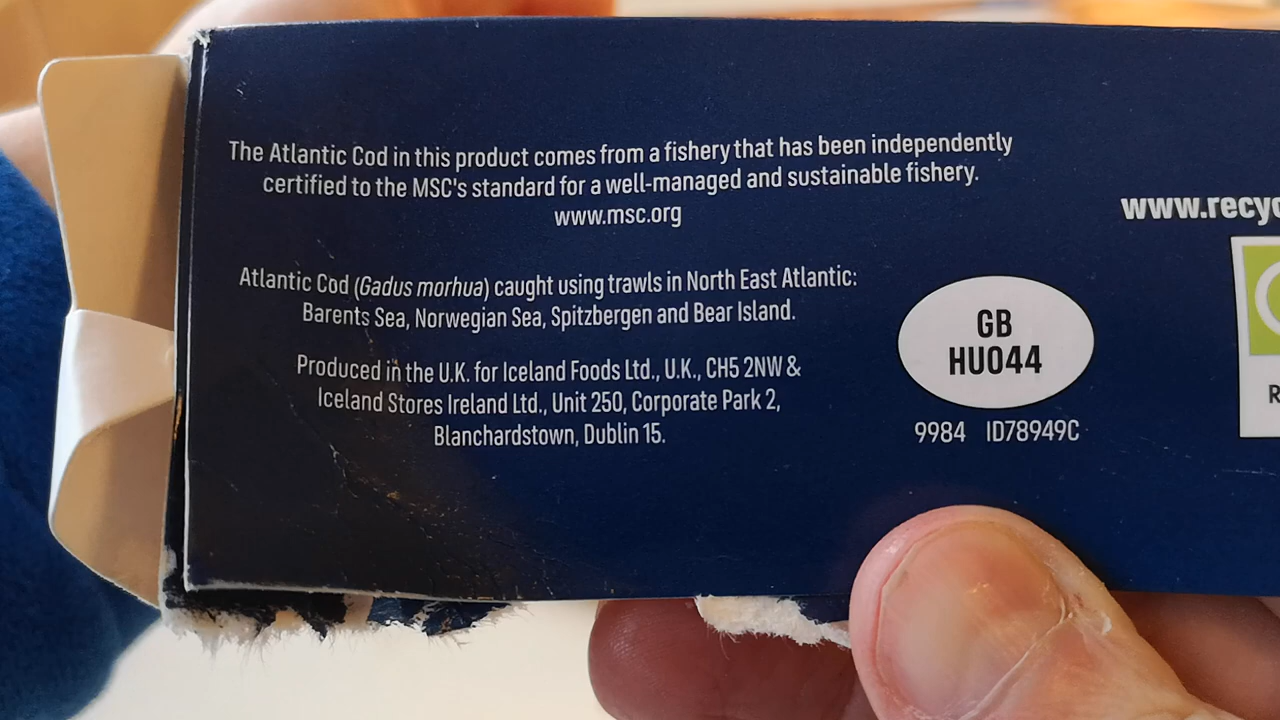 The Atlantic Cod in this product comes from a fishery that has been independently
certified to the MSC's standard for a well-managed and sustainable fishery.
www.msc.org
Atlantic Cod (Gadus morhua) caught using trawls in North East Atlantic:
Barents Sea, Norwegian Sea, Spitzbergen and Bear Island.
Produced in the U.K. for Iceland Foods Ltd., U.K., CH5 2NW &
Iceland Stores Ireland Ltd., Unit 250, Corporate Park 2,
Blanchardstown, Dublin 15.
GB
HU044
9984 ID78949C